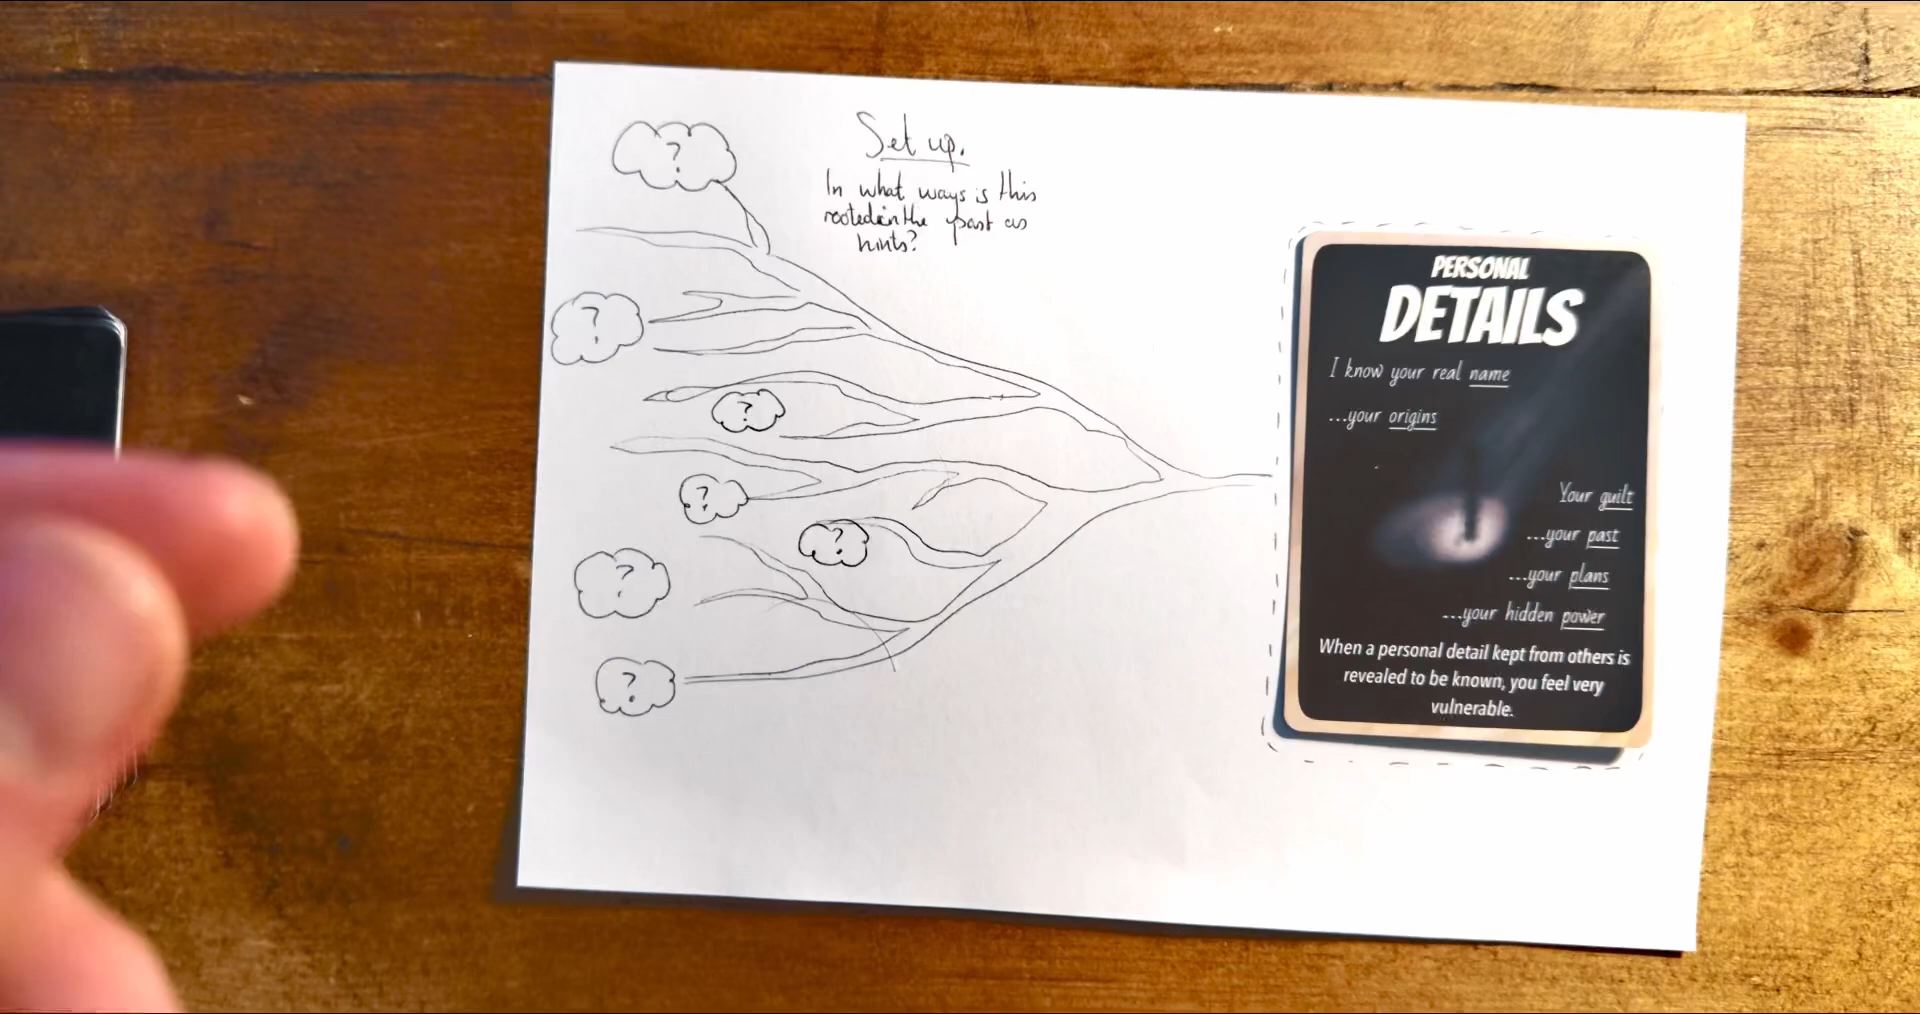 ?
Set up.
In what ways is this
rooted in the past as
hints?
?
?
?
?
?
?
PERSONAL
DETAILS
I know your real name
...your origins
Your guilt
...your past
...your plans
...your hidden power
When a personal detail kept from others is
revealed to be known, you feel very
vulnerable.